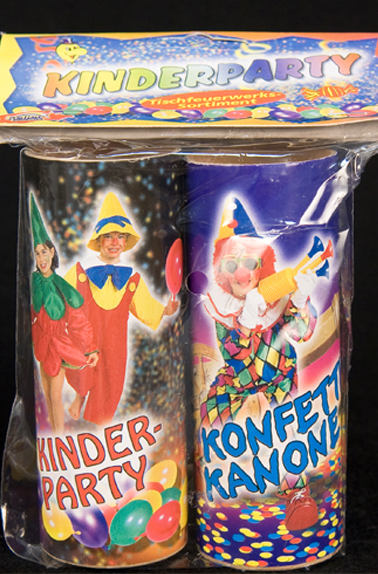 KINDERPARTY
Tischfeuerwerks-
sortiment
KINDER-
PARTY
KONFETTI
KANONE